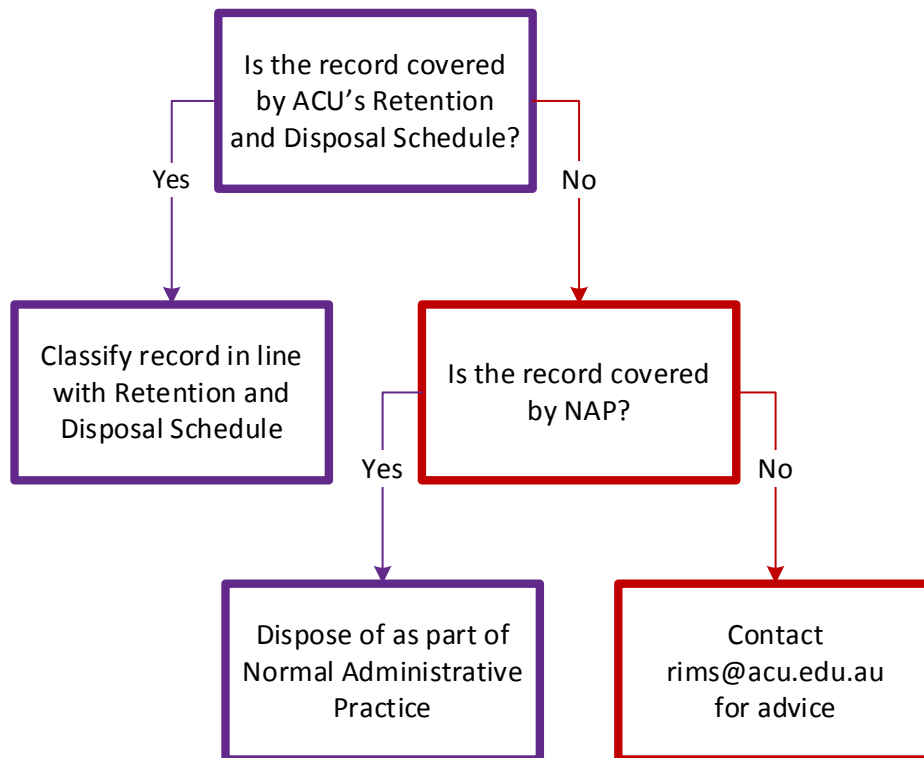 Is the record covered
by ACU’s Retention
and Disposal Schedule?
Yes
No
Classify record in line
with Retention and
Disposal Schedule
Is the record covered
by NAP?
Yes
No
Dispose of as part of
Normal Administrative
Practice
Contact
rims@acu.edu.au
for advice